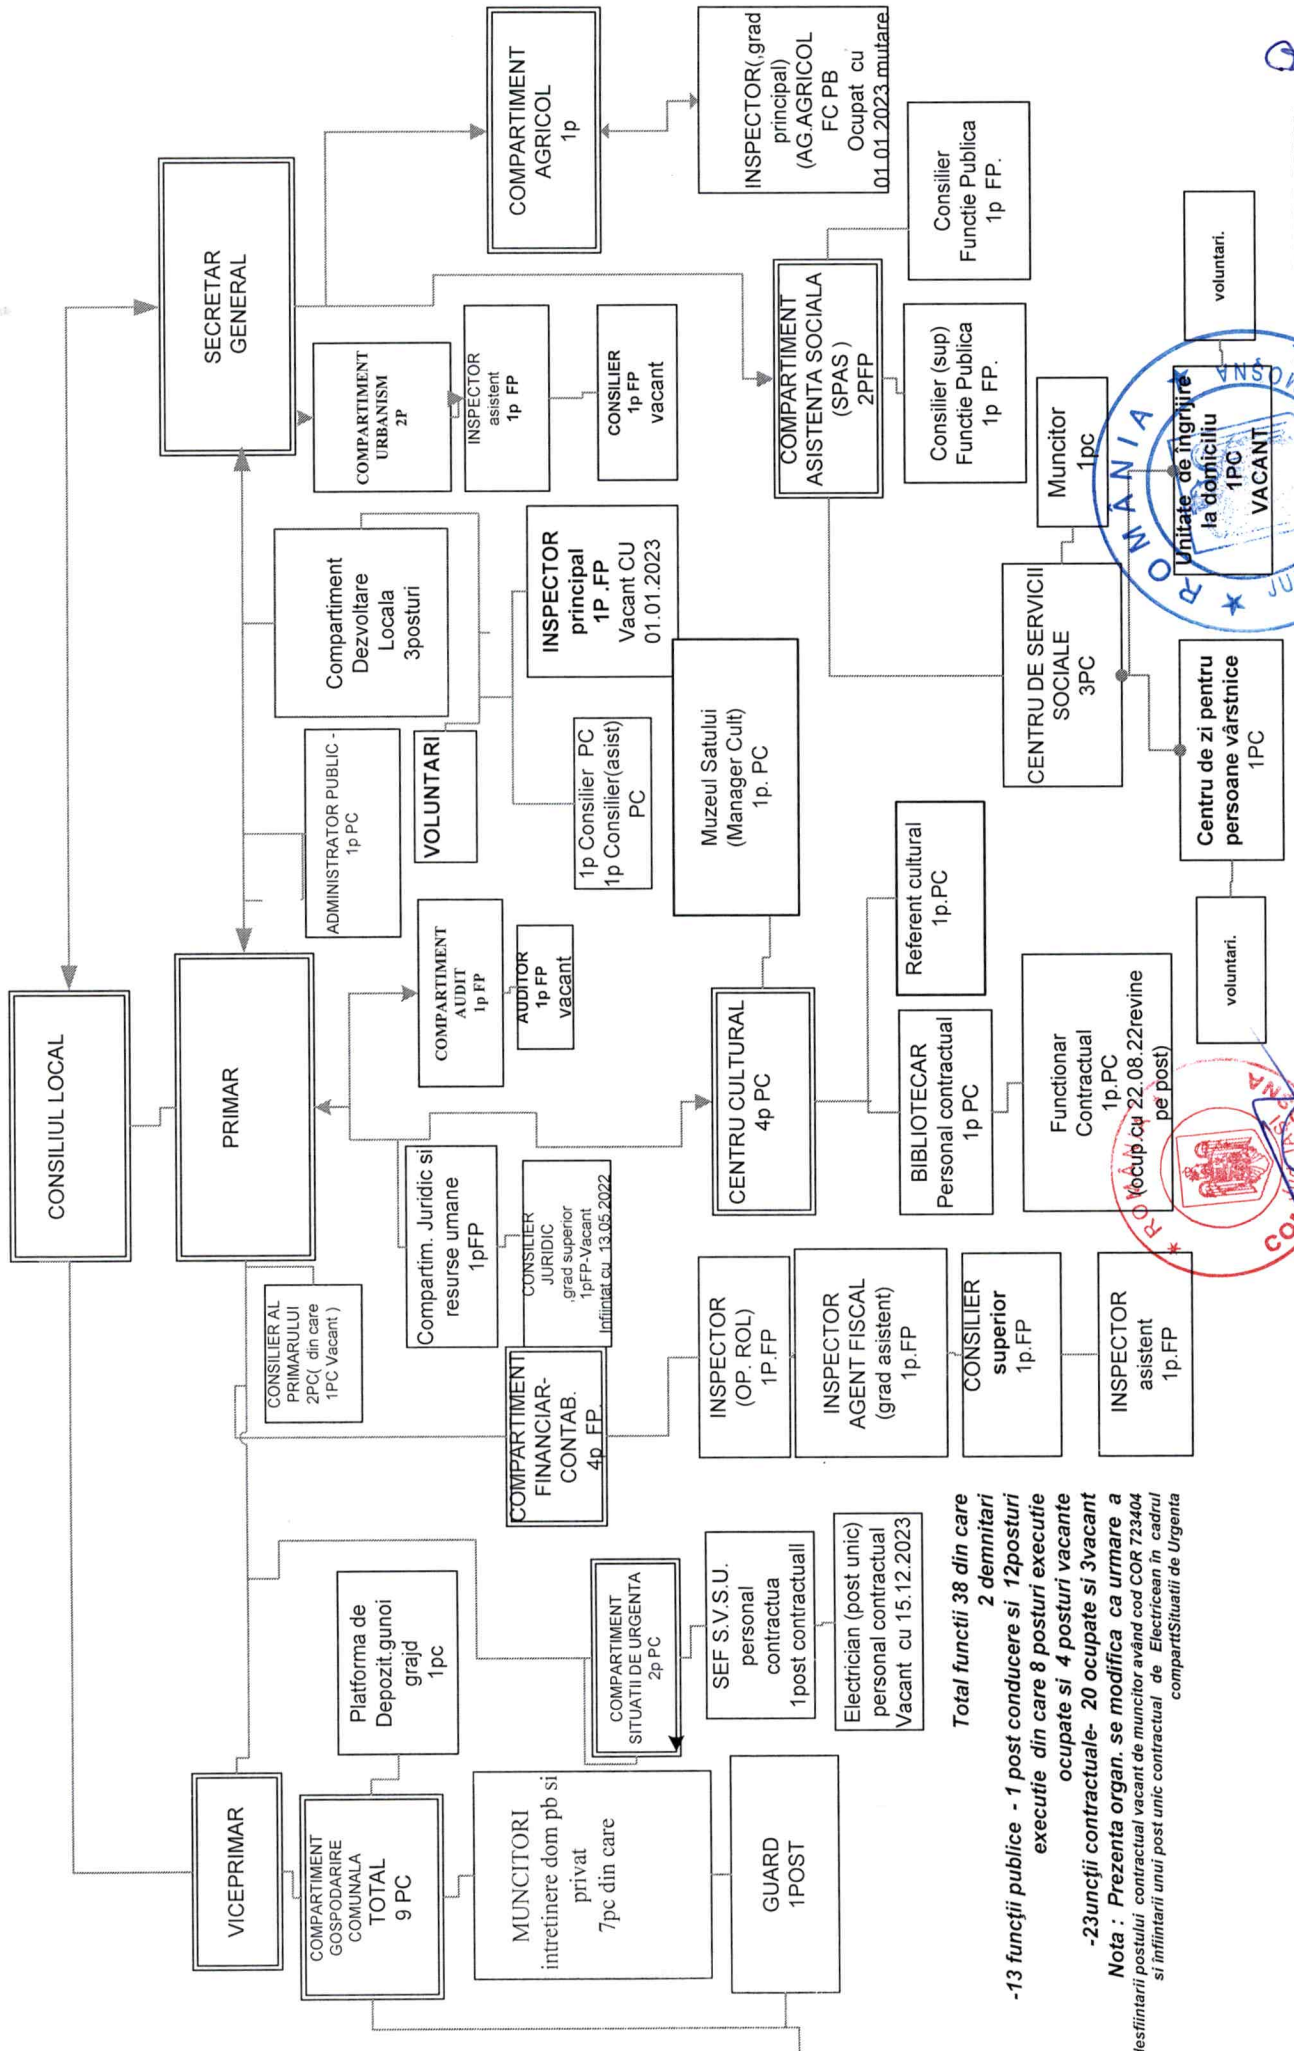 CONSILIUL LOCAL
PRIMAR
VICEPRIMAR
SECRETAR
GENERAL
CONSILIER AL
PRIMARULUI
2PC( din care
1PC Vacant )
ADMINISTRATOR PUBLIC -
1p PC
Compartiment
Dezvoltare
Locala
3posturi
COMPARTIMENT
URBANISM
2P
INSPECTOR
asistent
1p FP
CONSILIER
1p FP
vacant
COMPARTIMENT
AGRICOL
1p
INSPECTOR(,grad
principal)
(AG.AGRICOL
FC PB
Ocupat cu
01.01.2023 mutare
COMPARTIMENT
GOSPODARIRE
COMUNALA
TOTAL
9 PC
Platforma de
Depozit.gunoi
grajd
1pc
MUNCITORI
intretinere dom pb si
privat
7pc din care
GUARD
1POST
COMPARTIMENT
SITUATII DE URGENTA
2p PC
SEF S.V.S.U.
personal
contractua
1post contractuall
Electrician (post unic)
personal contractual
Vacant cu 15.12.2023
COMPARTIMENT
FINANCIAR-
CONTAB.
4p FP.
INSPECTOR
(OP. ROL)
1P.FP
INSPECTOR
AGENT FISCAL
(grad asistent)
1p.FP
CONSILIER
superior
1p.FP
INSPECTOR
asistent
1p.FP
Compartim. Juridic si
resurse umane
1pFP
CONSILIER
JURIDIC
,grad superior
1pFP-Vacant
Infiintat cu 13.05.2022
COMPARTIMENT
AUDIT
1p FP
AUDITOR
1p FP
vacant
VOLUNTARI
1p Consilier PC
1p Consilier(asist)
PC
INSPECTOR
principal
1P .FP
Vacant CU
01.01.2023
CENTRU CULTURAL
4p PC
Muzeul Satului
(Manager Cult)
1p. PC
BIBLIOTECAR
Personal contractual
1p PC
Referent cultural
1p.PC
Functionar
Contractual
1p.PC
(ocup.cu 22.08.22revine
pe post)
COMPARTIMENT
ASISTENTA SOCIALA
(SPAS )
2PFP
Consilier (sup)
Functie Publica
1p FP.
Consilier
Functie Publica
1p FP.
CENTRU DE SERVICII
SOCIALE
3PC
Muncitor
1pc
Centru de zi pentru
persoane vârstnice
1PC
voluntari.
Unitate de îngrijire
la domiciliu
1PC
VACANT
voluntari.
Total functii 38 din care
2 demnitari
-13 funcţii publice - 1 post conducere si 12posturi
executie din care 8 posturi executie
ocupate si 4 posturi vacante
-23uncţii contractuale- 20 ocupate si 3vacant
Nota : Prezenta organ. se modifica ca urmare a
desfiintarii postului contractual vacant de muncitor având cod COR 723404
si infiintarii unui post unic contractual de Electricean în cadrul
comparttSituatii de Urgenta
★ ROMÂNIA ★
MOŞNA